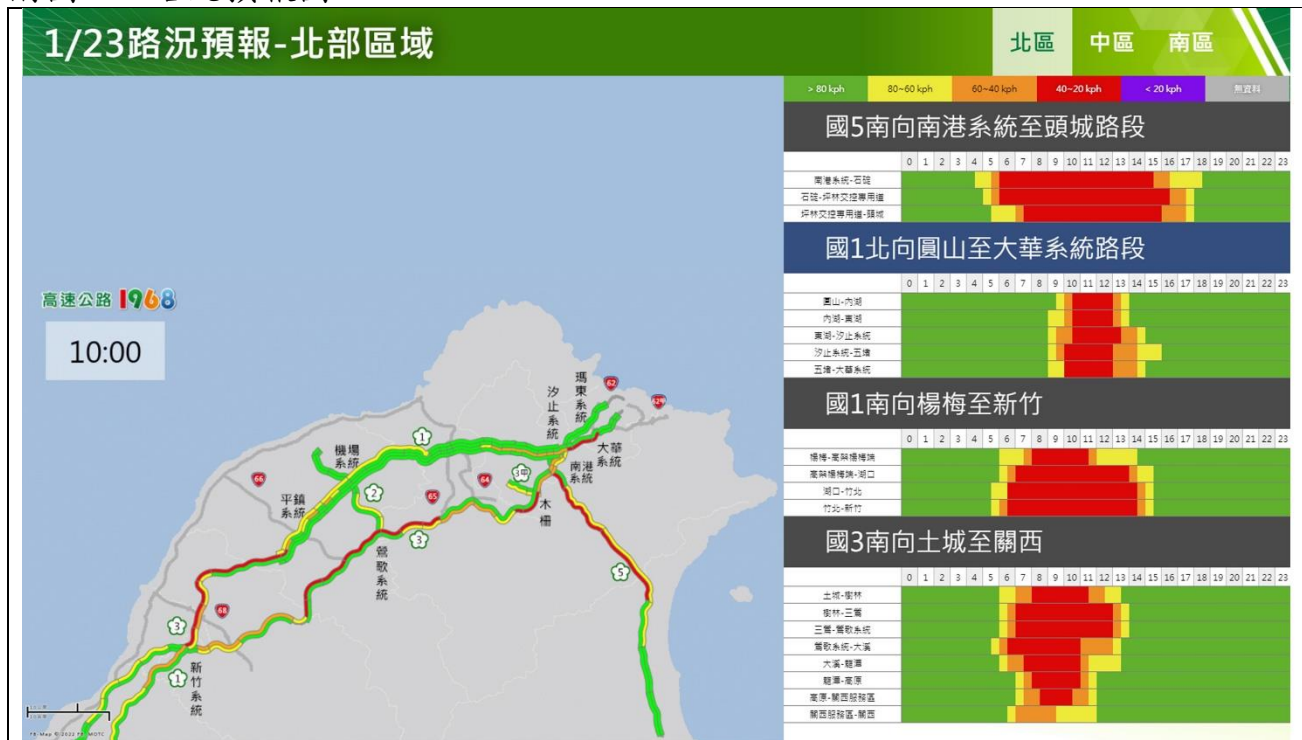 1/23路況預報-北部區域
北區 中區 南區
> 80 kph 80~60 kph 60~40 kph 40~20 kph < 20 kph 無資料
高速公路1968
10:00
國5南向南港系統至頭城路段
0 1 2 3 4 5 6 7 8 9 10 11 12 13 14 15 16 17 18 19 20 21 22 23
南港系統-石碇
石碇-坪林交控專用道
坪林交控專用道-頭城
國1北向圓山至大華系統路段
0 1 2 3 4 5 6 7 8 9 10 11 12 13 14 15 16 17 18 19 20 21 22 23
圓山-內湖
內湖-東湖
東湖-汐止系統
汐止系統-五堵
五堵-大華系統
國1南向楊梅至新竹
0 1 2 3 4 5 6 7 8 9 10 11 12 13 14 15 16 17 18 19 20 21 22 23
楊梅-高架楊梅端
高架楊梅端-湖口
湖口-竹北
竹北-新竹
國3南向土城至關西
0 1 2 3 4 5 6 7 8 9 10 11 12 13 14 15 16 17 18 19 20 21 22 23
土城-樹林
樹林-三鶯
三鶯-鶯歌系統
鶯歌系統-大溪
大溪-龍潭
龍潭-高原
高原-關西服務區
關西服務區-關西
瑪東系統
汐止系統
大華系統
南港系統
木柵
機場系統
平鎮系統
鶯歌系統
新竹系統
62
1
3甲
64
65
66
2
3
5
68
3
1